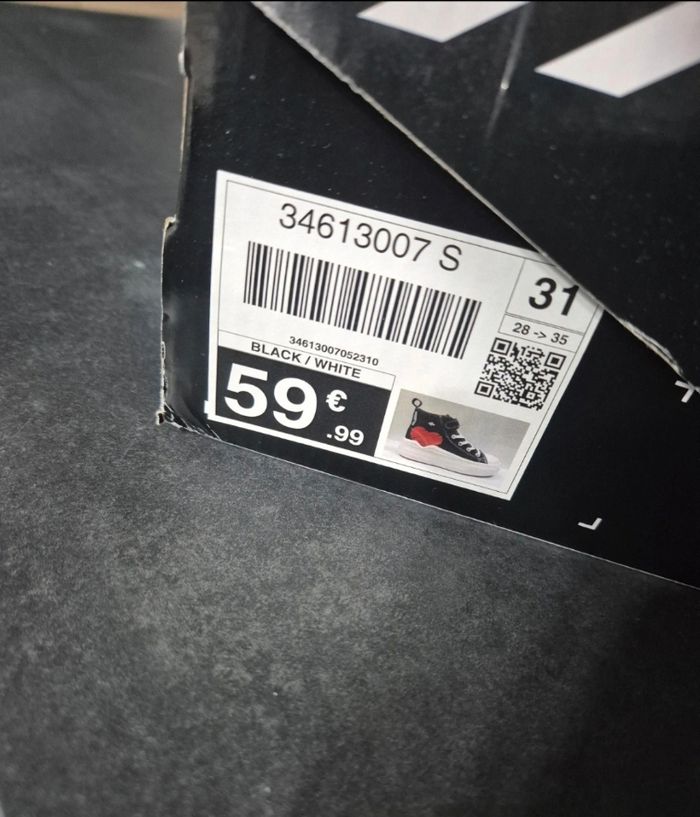 34613007 S
31
28 -> 35
34613007052310
BLACK / WHITE
59 €
.99